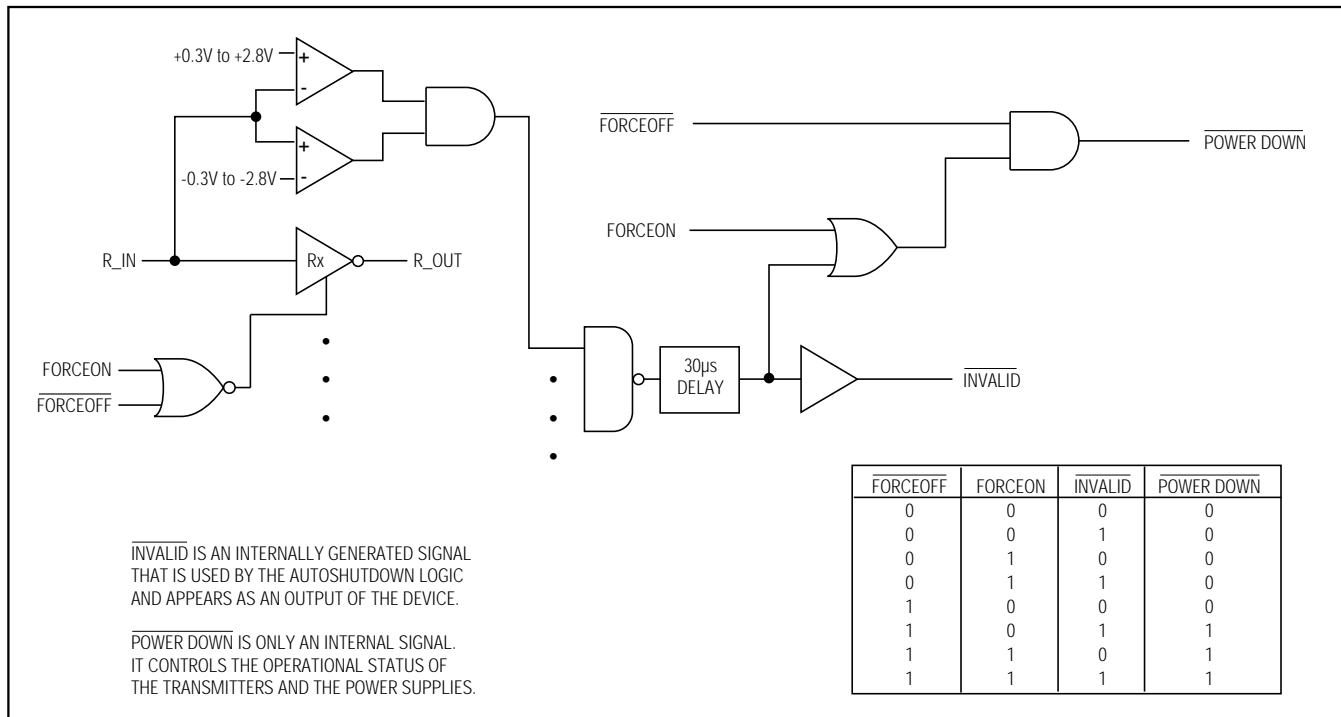 +0.3V to +2.8V
+
-
+
-0.3V to -2.8V
-
R_IN
Rx
R_OUT
FORCEON
FORCEOFF
FORCEOFF
POWER DOWN
FORCEON
30µs
DELAY
INVALID
INVALID IS AN INTERNALLY GENERATED SIGNAL
THAT IS USED BY THE AUTOSHUTDOWN LOGIC
AND APPEARS AS AN OUTPUT OF THE DEVICE.
POWER DOWN IS ONLY AN INTERNAL SIGNAL.
IT CONTROLS THE OPERATIONAL STATUS OF
THE TRANSMITTERS AND THE POWER SUPPLIES.
FORCEOFF FORCEON INVALID POWER DOWN
0 0 0 0
0 0 1 0
0 1 0 0
0 1 1 0
1 0 0 0
1 0 1 1
1 1 0 1
1 1 1 1